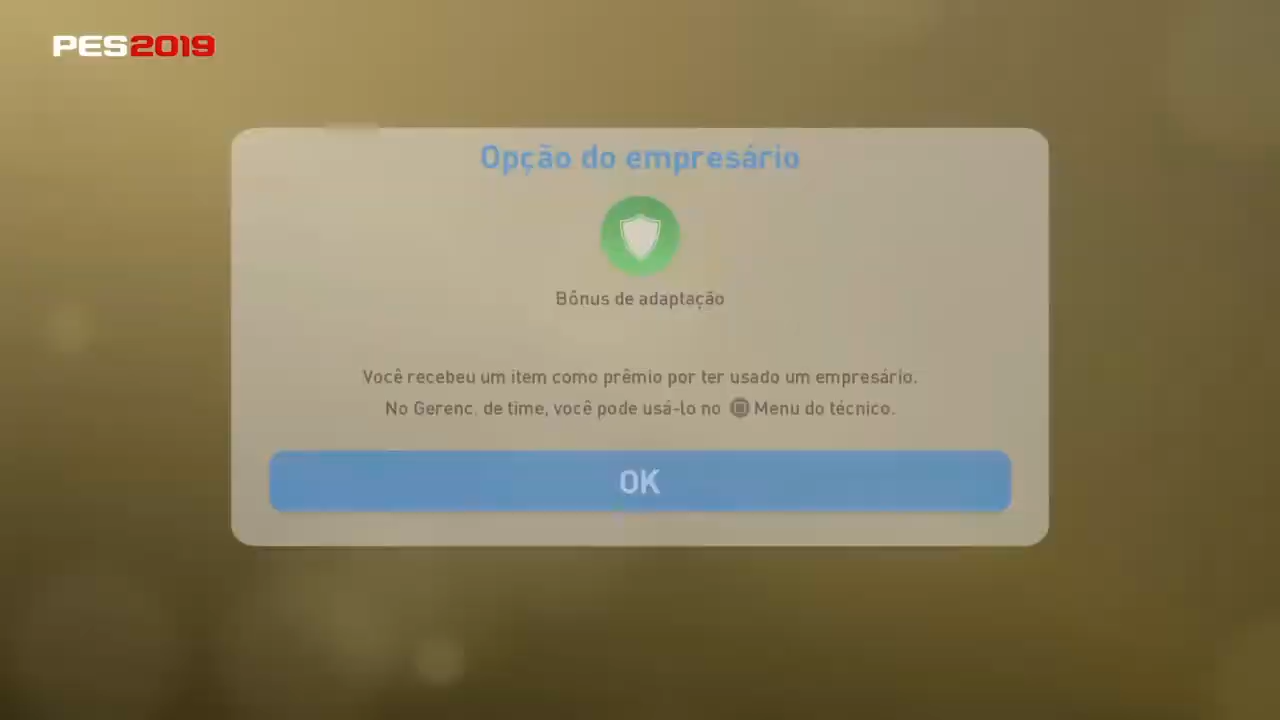 PES2019
Opção do empresário
Bônus de adaptação
Você recebeu um item como prêmio por ter usado um empresário.
No Gerenc. de time, você pode usá-lo no Menu do técnico.
OK